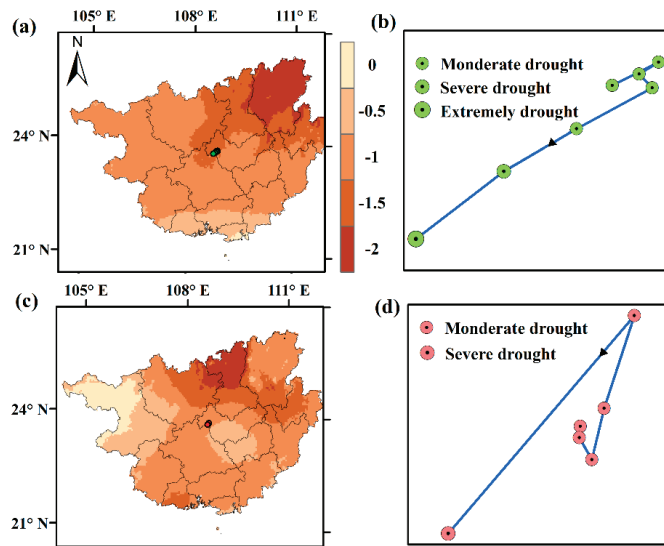 105° E 108° E 111° E
(a)
N
24° N
21° N
0
-0.5
-1
-1.5
-2
(b)
Monderate drought
Severe drought
Extremely drought
(c)
105° E 108° E 111° E
24° N
21° N
(d)
Monderate drought
Severe drought